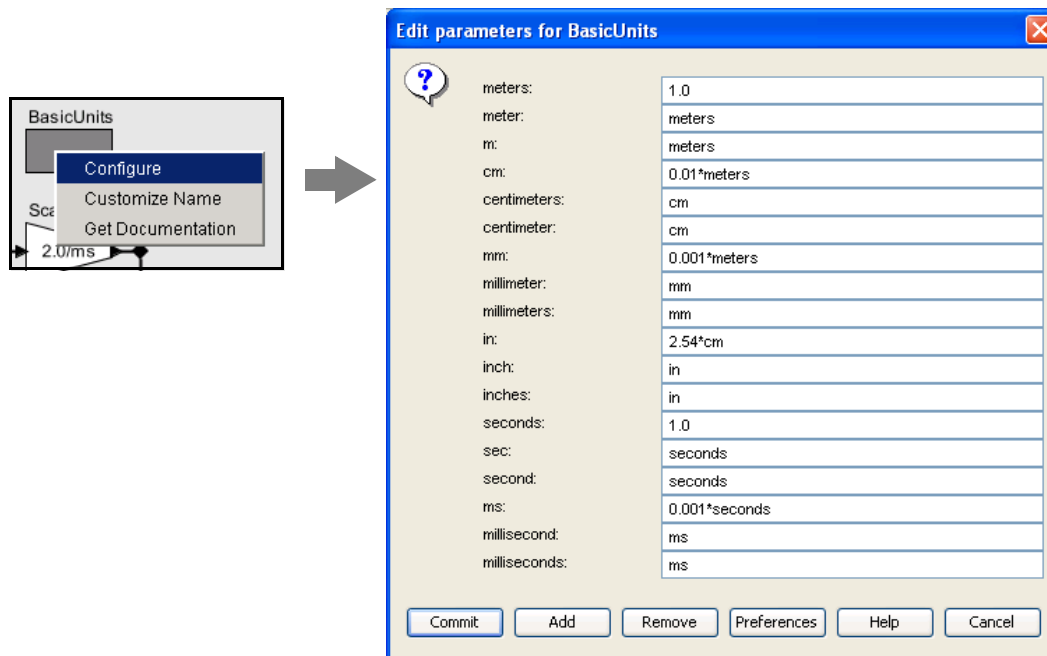 BasicUnits
Configure
Customize Name
Sca
Get Documentation
2.0/ms
Edit parameters for BasicUnits
?
meters: 1.0
meter: meters
m: meters
cm: 0.01*meters
centimeters: cm
centimeter: cm
mm: 0.001*meters
millimeter: mm
millimeters: mm
in: 2.54*cm
inch: in
inches: in
seconds: 1.0
sec: seconds
second: seconds
ms: 0.001*seconds
millisecond: ms
milliseconds: ms
Commit Add Remove Preferences Help Cancel